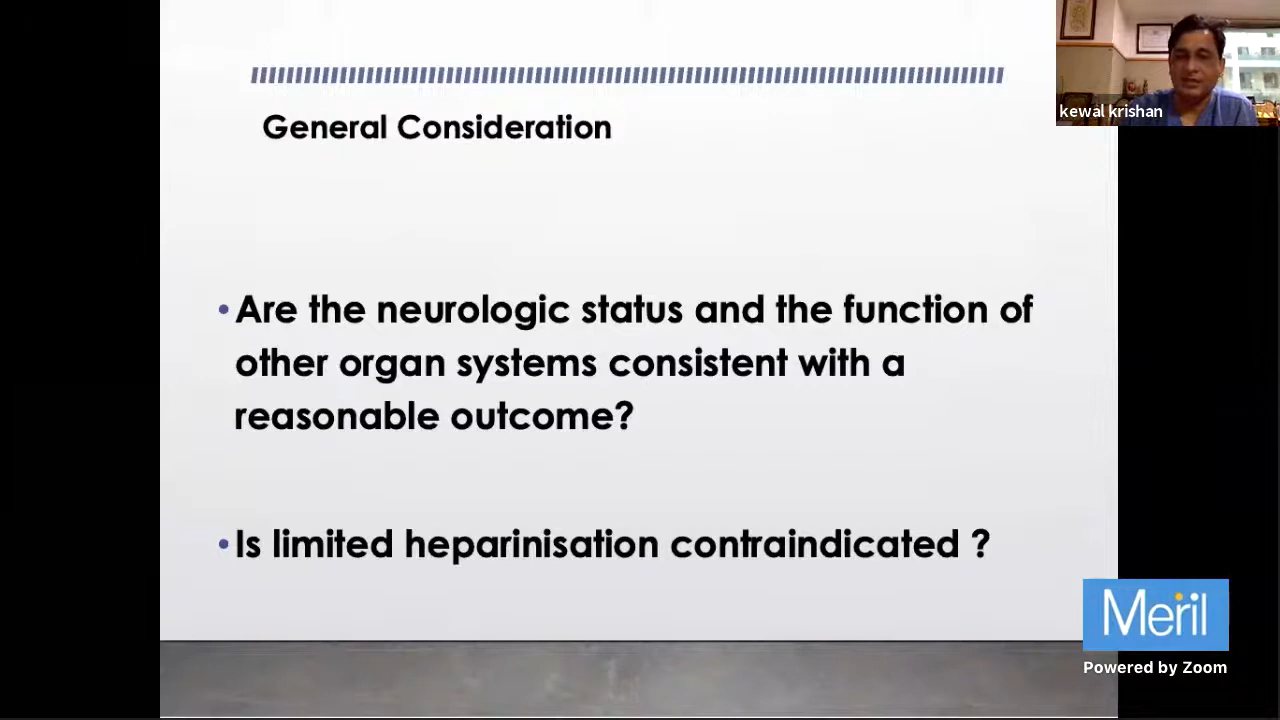 General Consideration
kewal krishan
•Are the neurologic status and the function of
other organ systems consistent with a
reasonable outcome?
•Is limited heparinisation contraindicated ?
Meril
Powered by Zoom